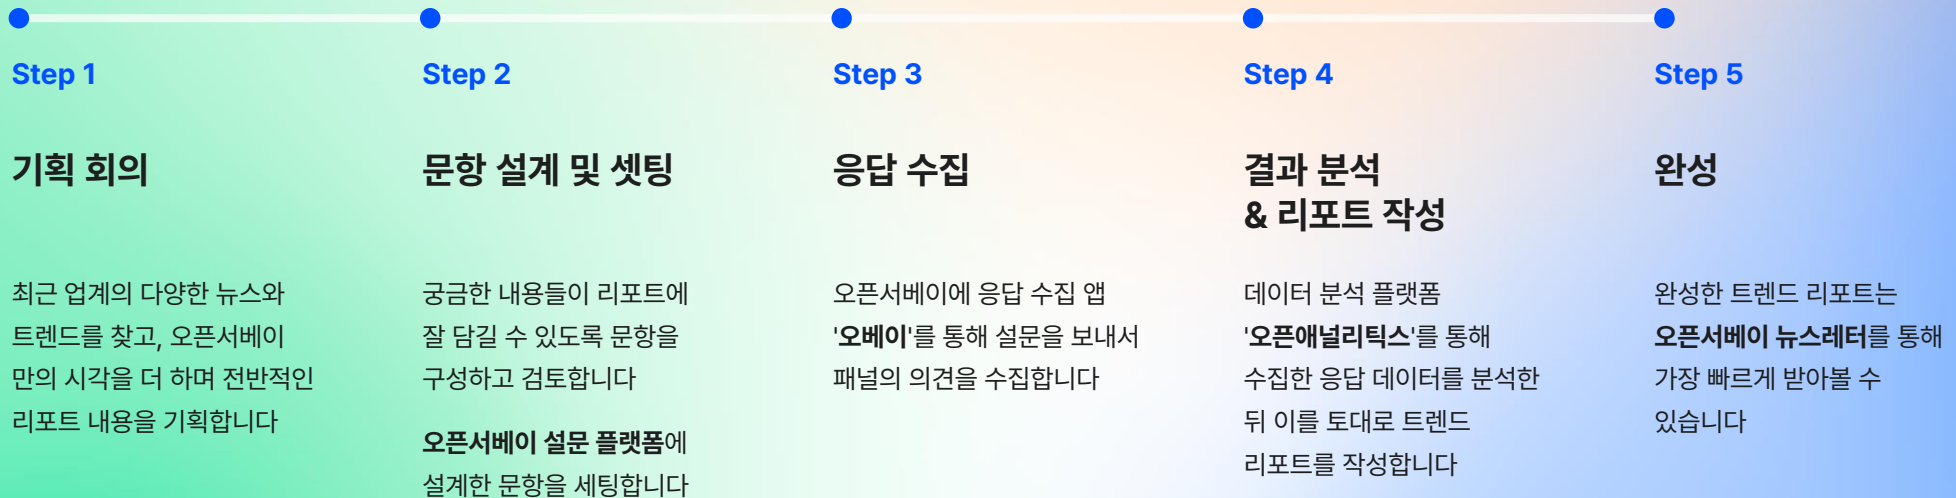 Step 1
기획 회의
최근 업계의 다양한 뉴스와
트렌드를 찾고, 오픈서베이
만의 시각을 더 하며 전반적인
리포트 내용을 기획합니다
Step 2
문항 설계 및 셋팅
궁금한 내용들이 리포트에
잘 담길 수 있도록 문항을
구성하고 검토합니다
오픈서베이 설문 플랫폼에
설계한 문항을 세팅합니다
Step 3
응답 수집
오픈서베이에 응답 수집 앱
'오베이'를 통해 설문을 보내서
패널의 의견을 수집합니다
Step 4
결과 분석
& 리포트 작성
데이터 분석 플랫폼
'오픈애널리틱스'를 통해
수집한 응답 데이터를 분석한
뒤 이를 토대로 트렌드
리포트를 작성합니다
Step 5
완성
완성한 트렌드 리포트는
오픈서베이 뉴스레터를 통해
가장 빠르게 받아볼 수
있습니다